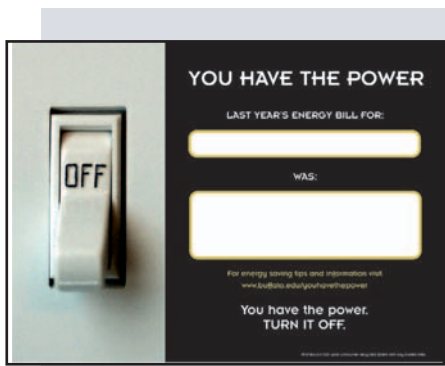 OFF
YOU HAVE THE POWER
LAST YEAR'S ENERGY BILL FOR:
WAS:
For energy saving tips and information visit
www.buffalo.edu/youhavethepower
You have the power.
TURN IT OFF.